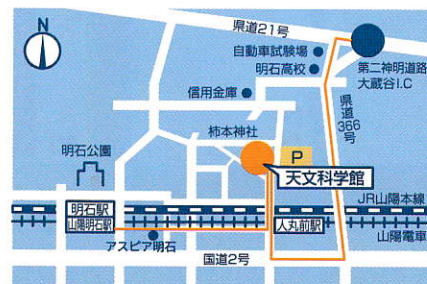 N
県道21号
自動車試験場
明石高校
第二神明道路
大蔵谷I.C
信用金庫
県道
366
号
柿本神社
明石公園
P
天文科学館
JR山陽本線
明石駅
山陽明石駅
人丸前駅
山陽電車
アスピア明石
国道2号